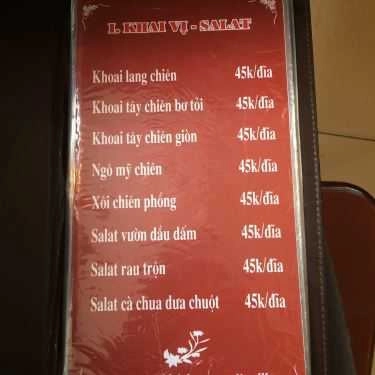 I. KHAI VỊ - SALAT
Khoai lang chiên 45k/đĩa
Khoai tây chiên bơ tỏi 45k/đĩa
Khoai tây chiên giòn 45k/đĩa
Ngô mỹ chiên 45k/đĩa
Xôi chiên phồng 45k/đĩa
Salat vườn dầu dấm 45k/đĩa
Salat rau trộn 45k/đĩa
Salat cà chua dưa chuột 45k/đĩa